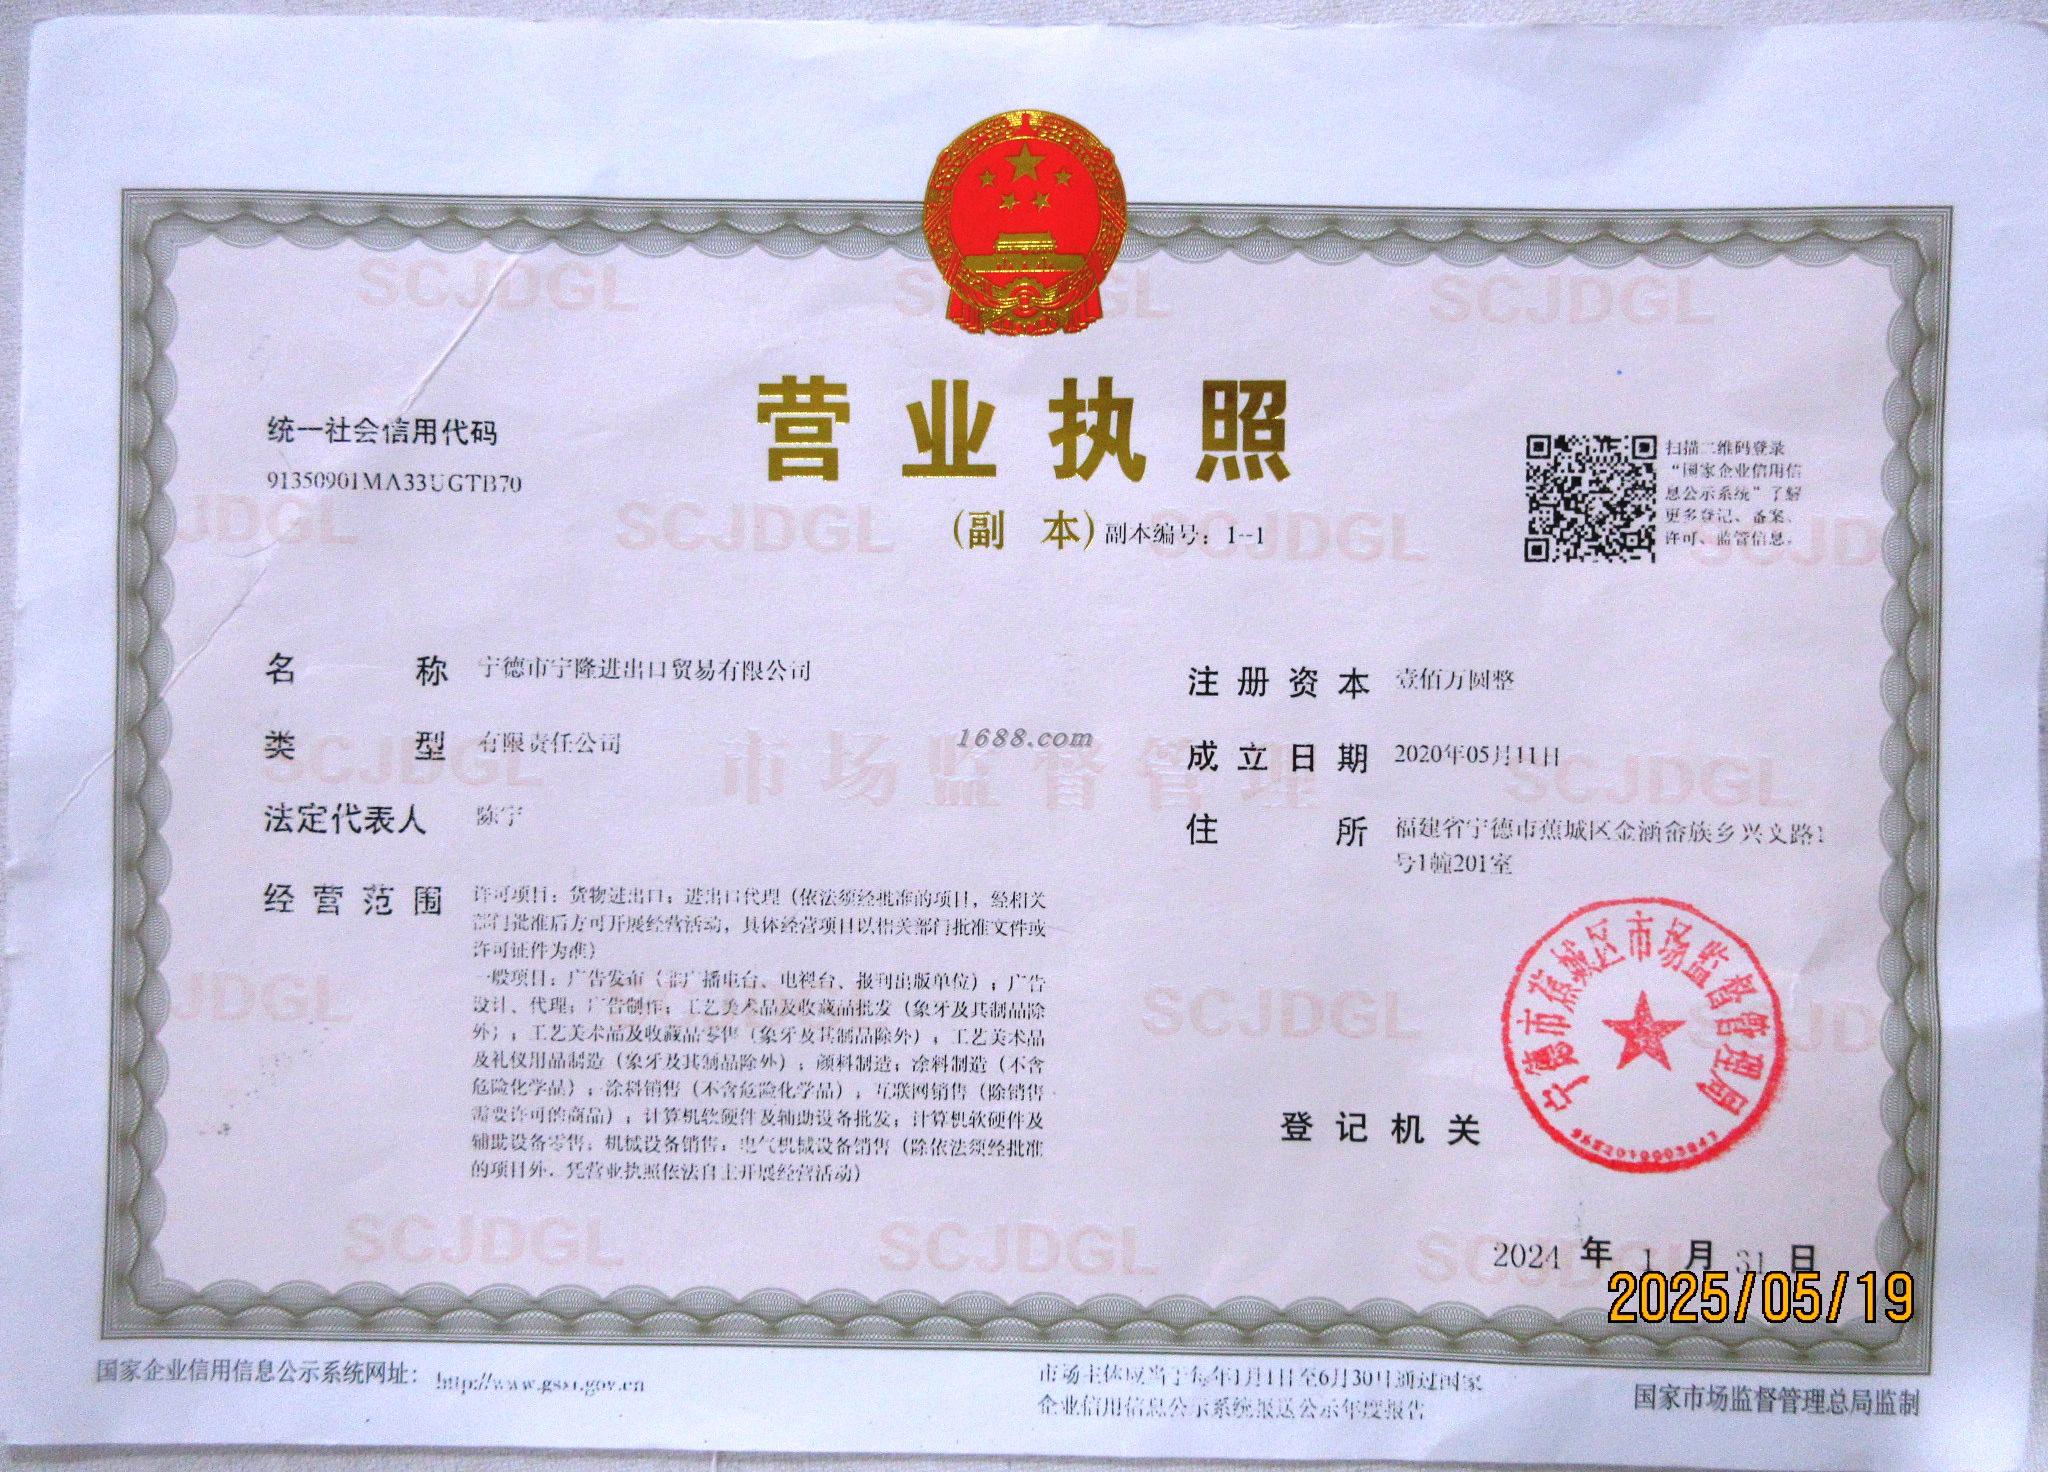 营业执照
(副 本) 副本编号：1--1
统一社会信用代码
91350901MA33UGTB70
扫描二维码登录
“国家企业信用信
息公示系统”了解
更多登记、备案、
许可、监管信息。
名 称 宁德市宁隆进出口贸易有限公司
类 型 有限责任公司
法定代表人 陈宁
经营范围 许可项目：货物进出口；进出口代理（依法须经批准的项目，经相关
部门批准后方可开展经营活动，具体经营项目以相关部门批准文件或
许可证件为准）
一般项目：广告发布（非广播电台、电视台、报刊出版单位）；广告
设计、代理；广告制作；工艺美术品及收藏品批发（象牙及其制品除
外）；工艺美术品及收藏品零售（象牙及其制品除外）；工艺美术品
及礼仪用品制造（象牙及其制品除外）；颜料制造；涂料制造（不含
危险化学品）；涂料销售（不含危险化学品），互联网销售（除销售
需要许可的商品）；计算机软硬件及辅助设备批发；计算机软硬件及
辅助设备零售；机械设备销售；电气机械设备销售（除依法须经批准
的项目外，凭营业执照依法自主开展经营活动）
注册资本 壹佰万圆整
成立日期 2020年05月11日
住 所 福建省宁德市蕉城区金涵畲族乡兴文路1
号1幢201室
1688.com
市场监督管理
SCJDGL
宁德市蕉城区市场监督管理局
登记机关
2024 年 1 月 31 日
2025/05/19
国家企业信用信息公示系统网址： http://www.gsxt.gov.cn
市场主体应当于每年1月1日至6月30日通过国家
企业信用信息公示系统报送公示年度报告
国家市场监督管理总局监制